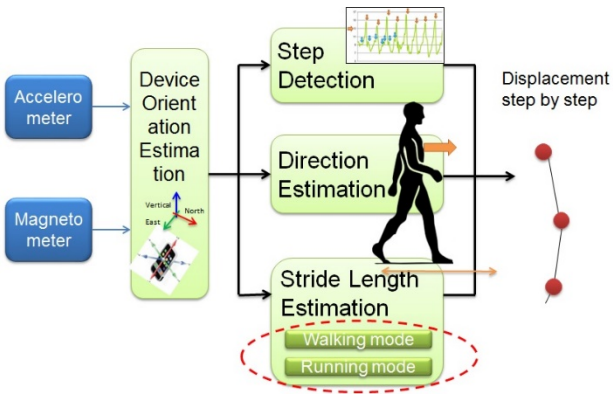 Accelero
meter
Magneto
meter
Device
Orient
ation
Estima
tion
Vertical
North
East
Step
Detection
Direction
Estimation
Stride Length
Estimation
Walking mode
Running mode
Displacement
step by step